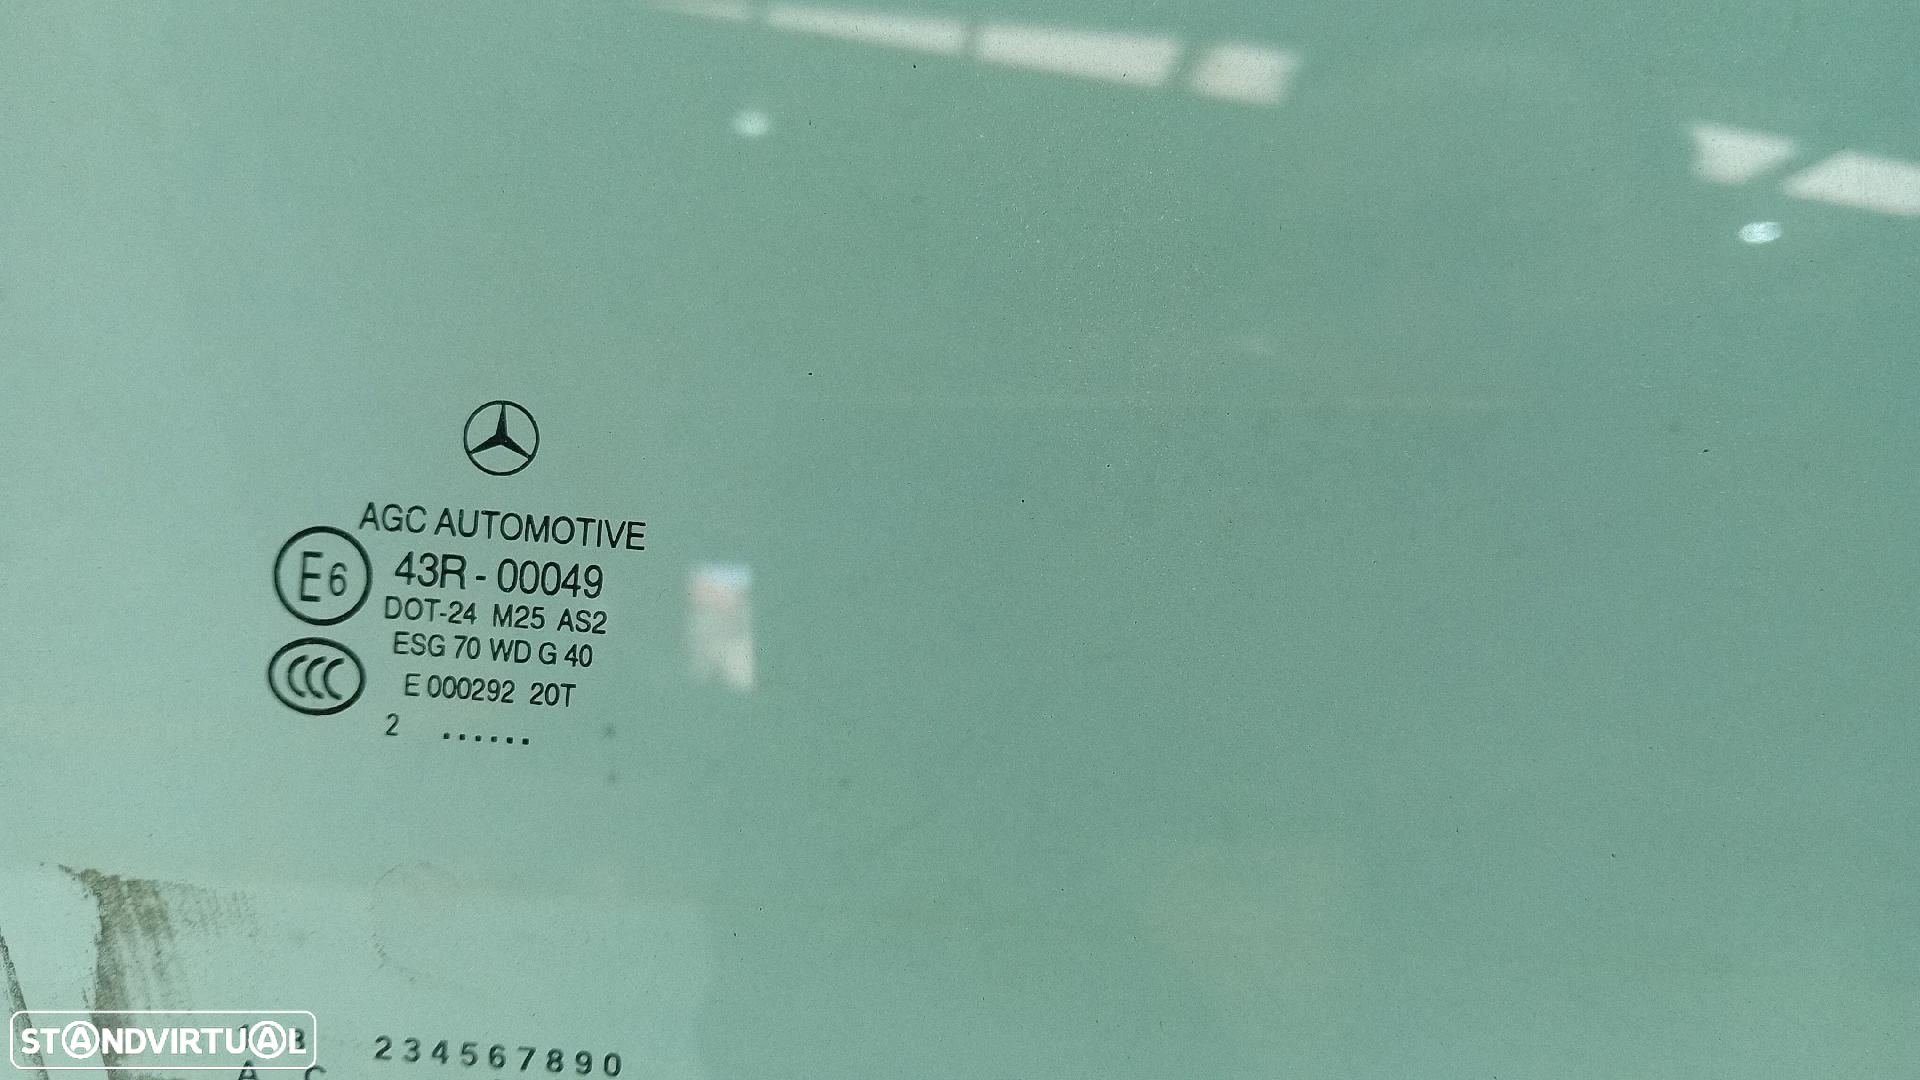 AGC AUTOMOTIVE
E6
43R - 00049
DOT-24 M25 AS2
ESG 70 WD G 40
CCC
E 000292 20T
2 ......
STANDVIRTUAL
234567890